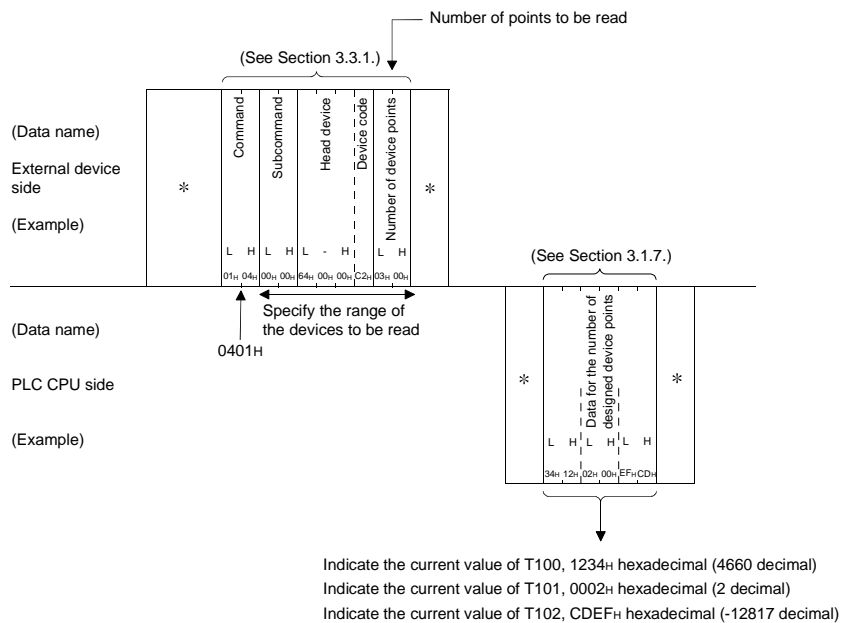 Number of points to be read
(See Section 3.3.1.)
(Data name)
External device
side
(Example)
*
Command
Subcommand
Head device
Device code
Number of device points
*
L H L H L - H L H
01H 04H 00H 00H 64H 00H 00H C2H 03H 00H
Specify the range
of the devices to be read
0401H
(See Section 3.1.7.)
(Data name)
PLC CPU side
(Example)
*
Data for the number of
designed device points
*
L H L H L H
34H 12H 02H 00H EFH CDH
Indicate the current value of T100, 1234H hexadecimal (4660 decimal)
Indicate the current value of T101, 0002H hexadecimal (2 decimal)
Indicate the current value of T102, CDEFH hexadecimal (-12817 decimal)